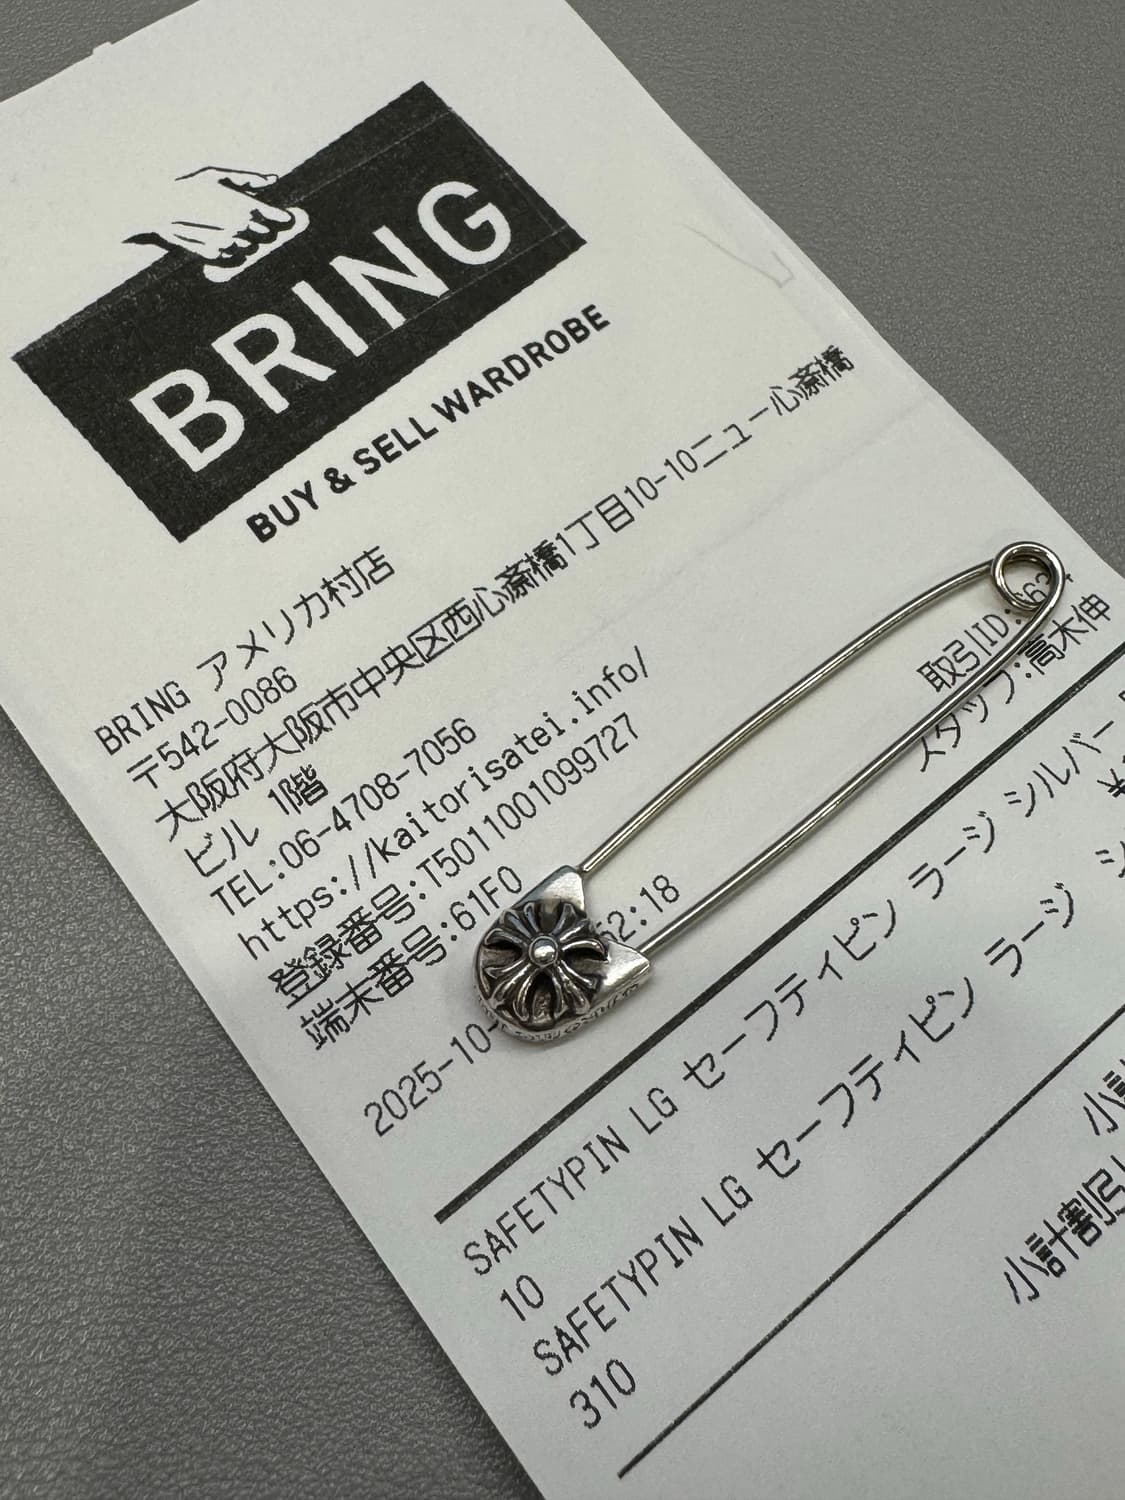 BRING
BUY & SELL WARDROBE
BRING アメリカ村店
〒542-0086
大阪府大阪市中央区西心斎橋1丁目10-10ニュー心斎橋
ビル 1階
TEL:06-4708-7056
https://kaitorisatei.info/
登録番号:T5011001099727
端末番号:61F0
取引ID:
スタッフ:高木伸
2025-10- 52:18
SAFETYPIN LG セーフティピン ラージ シルバー
10
SAFETYPIN LG セーフティピン ラージ
310
小計
小計割引